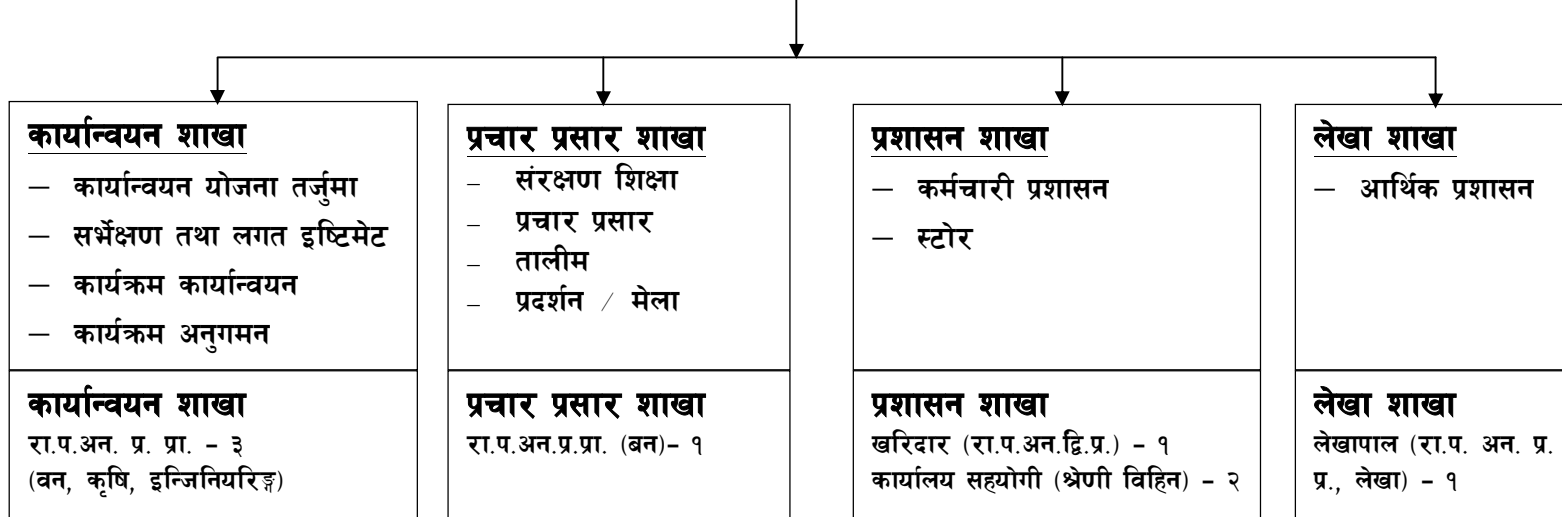 कार्यान्वयन शाखा
– कार्यान्वयन योजना तर्जुमा
– सर्भेक्षण तथा लगत इष्टिमेट
– कार्यक्रम कार्यान्वयन
– कार्यक्रम अनुगमन
प्रचार प्रसार शाखा
– संरक्षण शिक्षा
– प्रचार प्रसार
– तालीम
– प्रदर्शन / मेला
प्रशासन शाखा
– कर्मचारी प्रशासन
– स्टोर
लेखा शाखा
– आर्थिक प्रशासन
कार्यान्वयन शाखा
रा.प.अन. प्र. प्रा. – ३
(वन, कृषि, इन्जिनियरिङ्ग)
प्रचार प्रसार शाखा
रा.प.अन.प्र.प्रा. (बन)– १
प्रशासन शाखा
खरिदार (रा.प.अन.द्वि.प्र.) – १
कार्यालय सहयोगी (श्रेणी विहिन) – २
लेखा शाखा
लेखापाल (रा.प. अन. प्र.
प्र., लेखा) – १